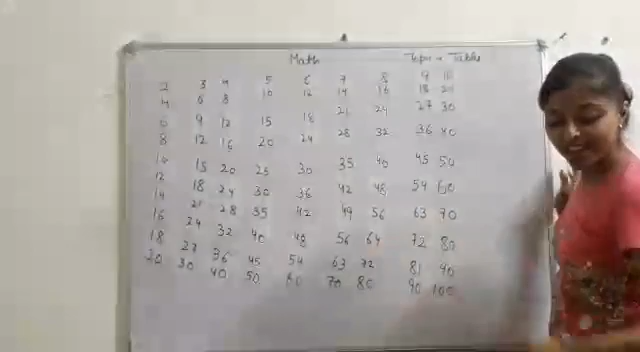 Math Topic - Table
2 3 4 5 6 7 8 9 10
4 6 8 10 12 14 16 18 20
6 9 12 15 18 21 24 27 30
8 12 16 20 24 28 32 36 40
10 15 20 25 30 35 40 45 50
12 18 24 30 36 42 48 54 60
14 21 28 35 42 49 56 63 70
16 24 32 40 48 56 64 72 80
18 27 36 45 54 63 72 81 90
20 30 40 50 60 70 80 90 100